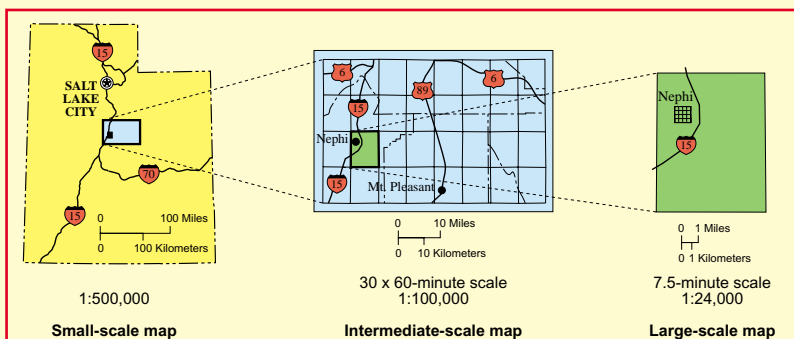 15
SALT
LAKE
CITY
70
15
0 100 Miles
0 100 Kilometers
1:500,000
Small-scale map
6
6
89
15
Nephi
15
Mt. Pleasant
0 10 Miles
0 10 Kilometers
30 x 60-minute scale
1:100,000
Intermediate-scale map
Nephi
15
0 1 Miles
0 1 Kilometers
7.5-minute scale
1:24,000
Large-scale map